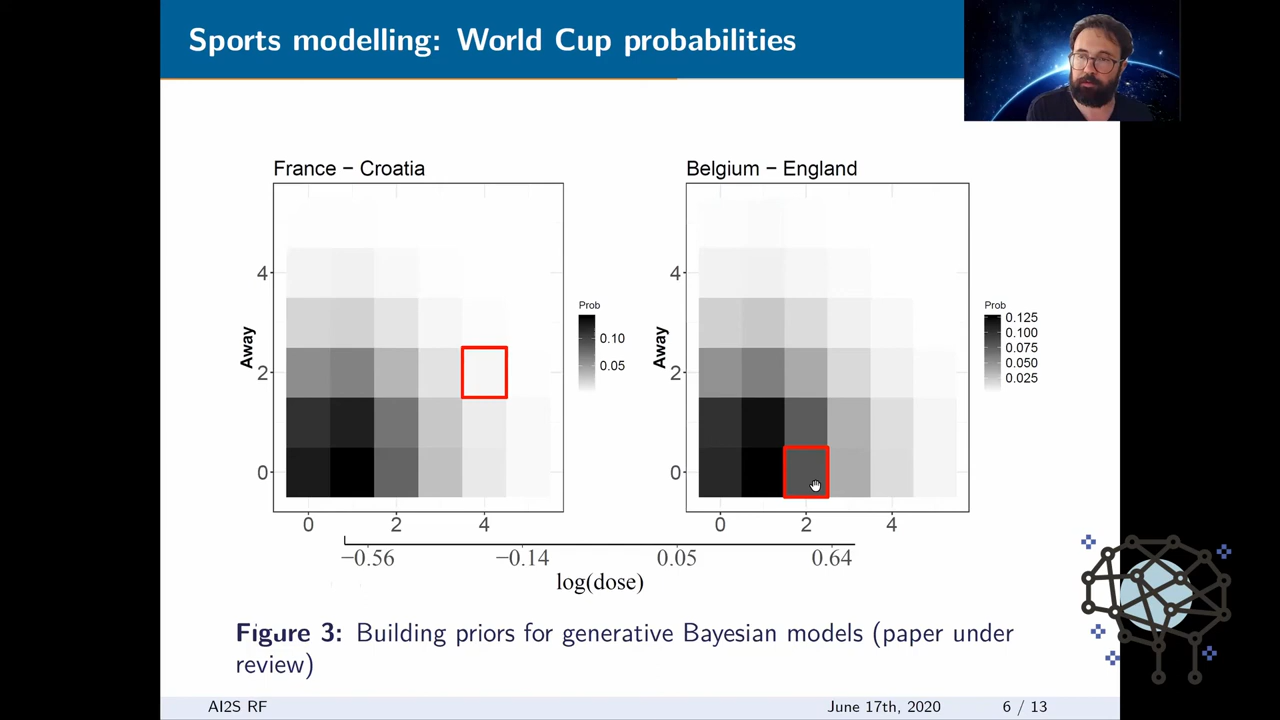 Sports modelling: World Cup probabilities
France − Croatia
Away
4
2
0
0 2 4
Prob
0.10
0.05
Belgium − England
Away
4
2
0
0 2 4
Prob
0.125
0.100
0.075
0.050
0.025
−0.56 −0.14 0.05 0.64
log(dose)
Figure 3: Building priors for generative Bayesian models (paper under
review)
AI2S RF June 17th, 2020 6 / 13